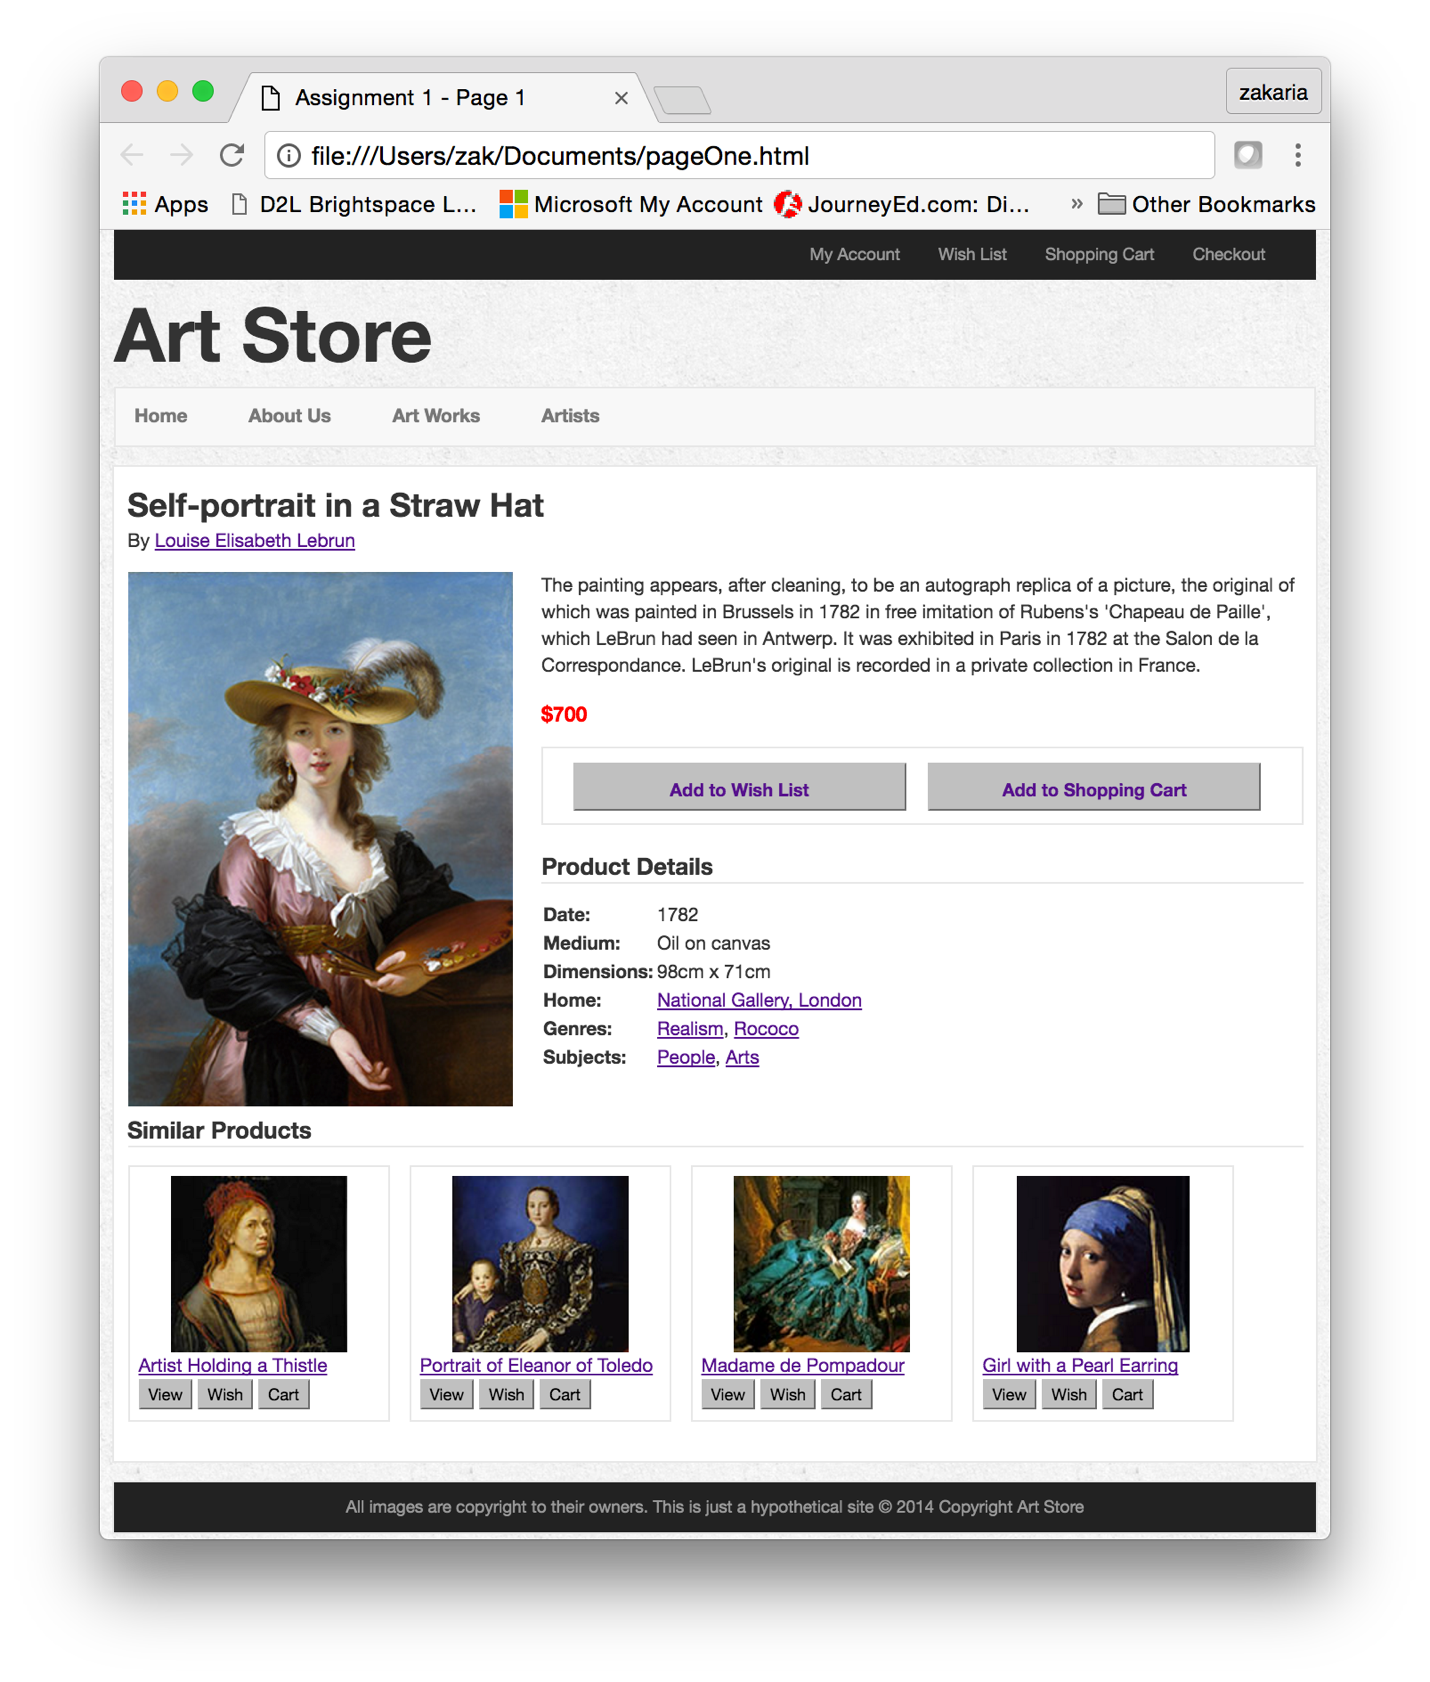 Assignment 1 - Page 1
zakaria
file:///Users/zak/Documents/pageOne.html
Apps D2L Brightspace L... Microsoft My Account JourneyEd.com: Di... » Other Bookmarks
My Account Wish List Shopping Cart Checkout
Art Store
Home About Us Art Works Artists
Self-portrait in a Straw Hat
By Louise Elisabeth Lebrun
The painting appears, after cleaning, to be an autograph replica of a picture, the original of
which was painted in Brussels in 1782 in free imitation of Rubens's 'Chapeau de Paille',
which LeBrun had seen in Antwerp. It was exhibited in Paris in 1782 at the Salon de la
Correspondance. LeBrun's original is recorded in a private collection in France.
$700
Add to Wish List Add to Shopping Cart
Product Details
Date: 1782
Medium: Oil on canvas
Dimensions: 98cm x 71cm
Home: National Gallery, London
Genres: Realism, Rococo
Subjects: People, Arts
Similar Products
Artist Holding a Thistle Portrait of Eleanor of Toledo Madame de Pompadour Girl with a Pearl Earring
View Wish Cart View Wish Cart View Wish Cart View Wish Cart
All images are copyright to their owners. This is just a hypothetical site © 2014 Copyright Art Store